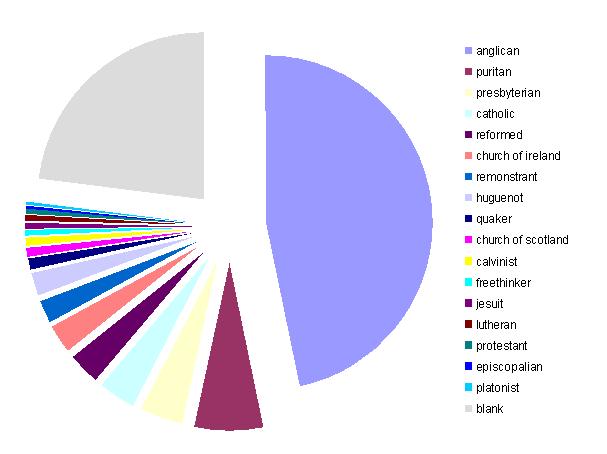 anglican
puritan
presbyterian
catholic
reformed
church of ireland
remonstrant
huguenot
quaker
church of scotland
calvinist
freethinker
jesuit
lutheran
protestant
episcopalian
platonist
blank